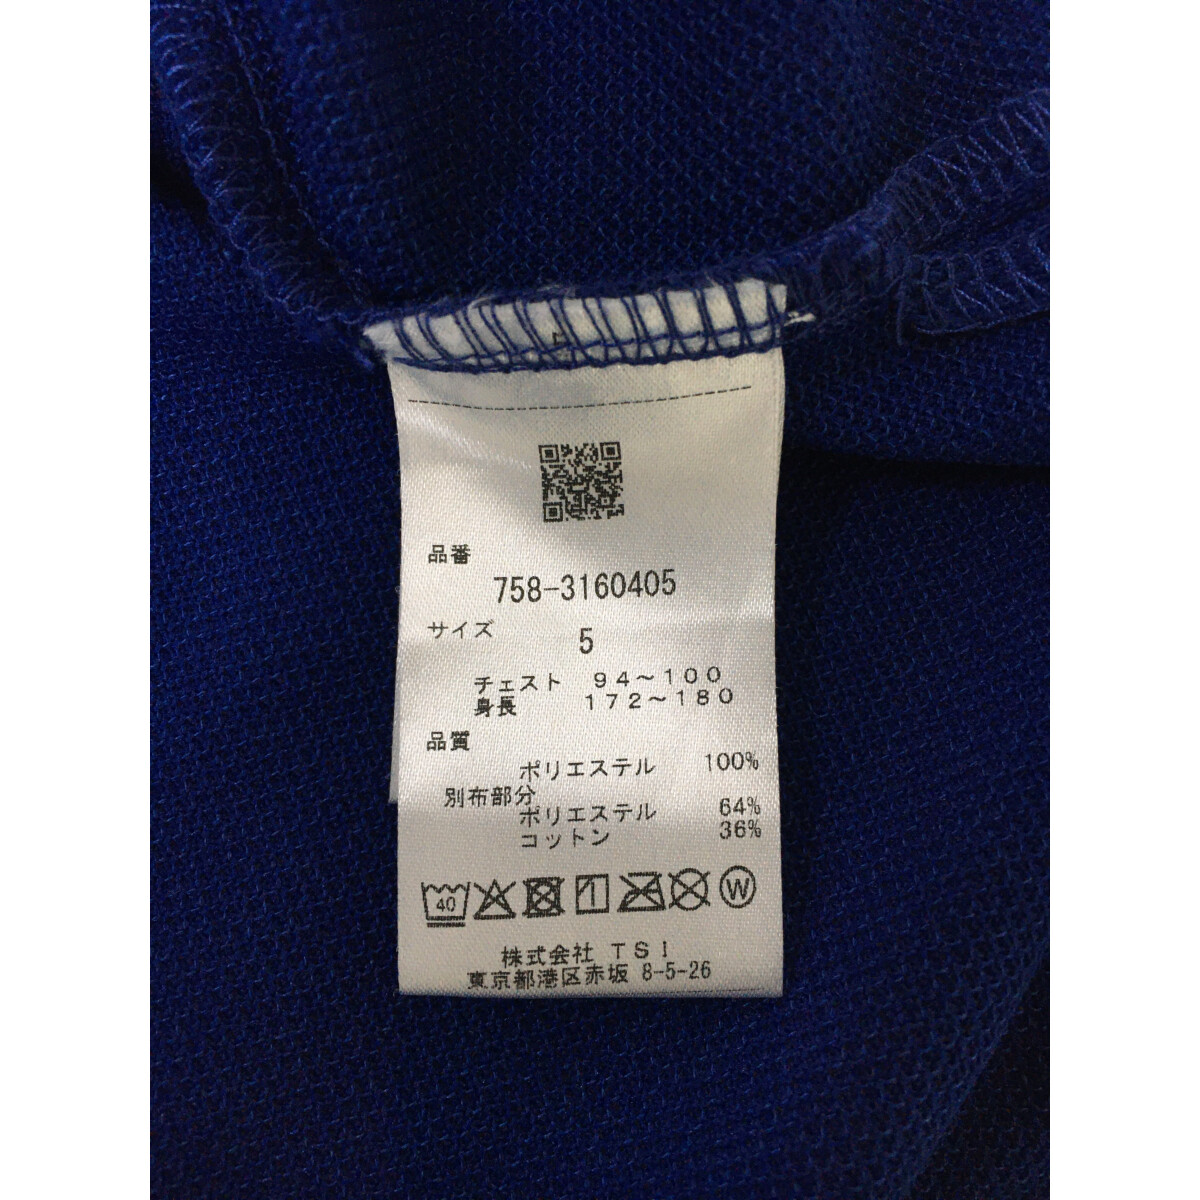 品番
758-3160405
サイズ 5
チェスト 94～100
身長 172～180
品質
ポリエステル 100%
別布部分
ポリエステル 64%
コットン 36%
40 W
株式会社 TSI
東京都港区赤坂 8-5-26